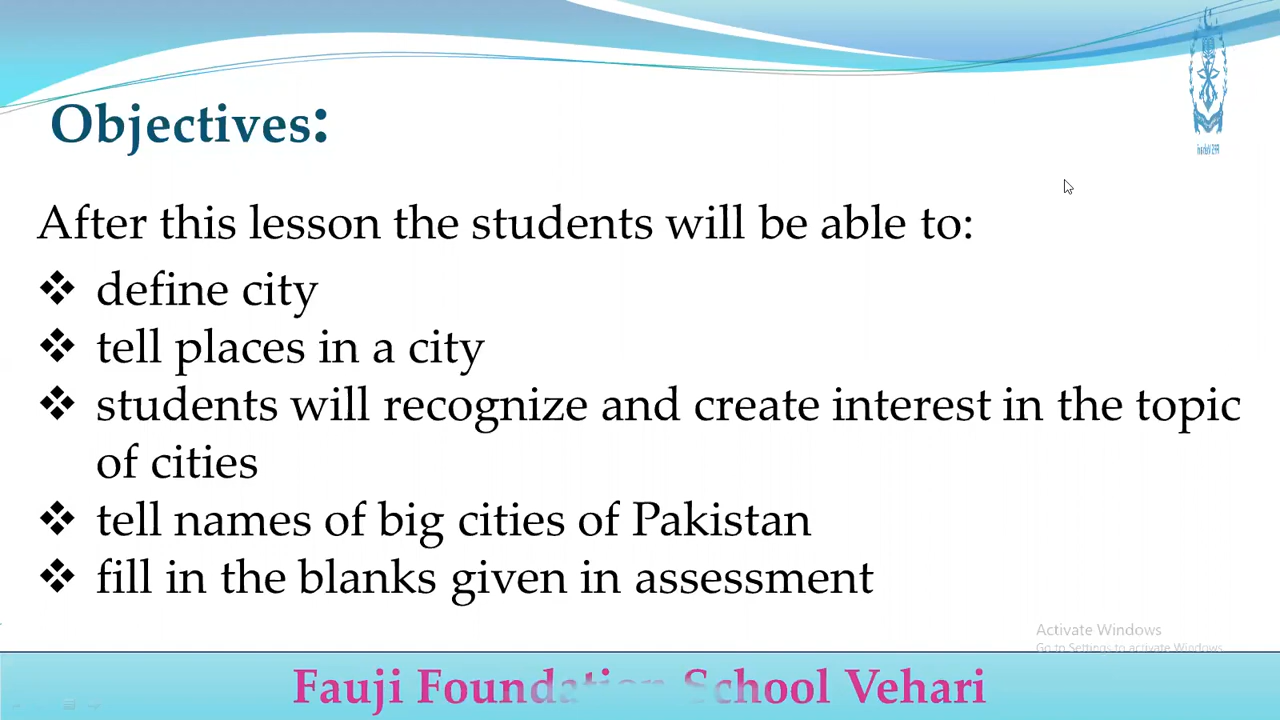 Objectives:
After this lesson the students will be able to:
❖ define city
❖ tell places in a city
❖ students will recognize and create interest in the topic
of cities
❖ tell names of big cities of Pakistan
❖ fill in the blanks given in assessment
Activate Windows
Go to Settings to activate Windows.
Fauji Foundation School Vehari